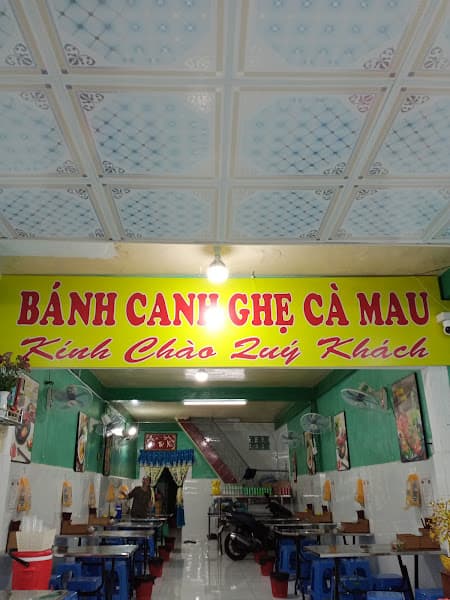 BÁNH CANH GHẸ CÀ MAU
Kính Chào Quý Khách